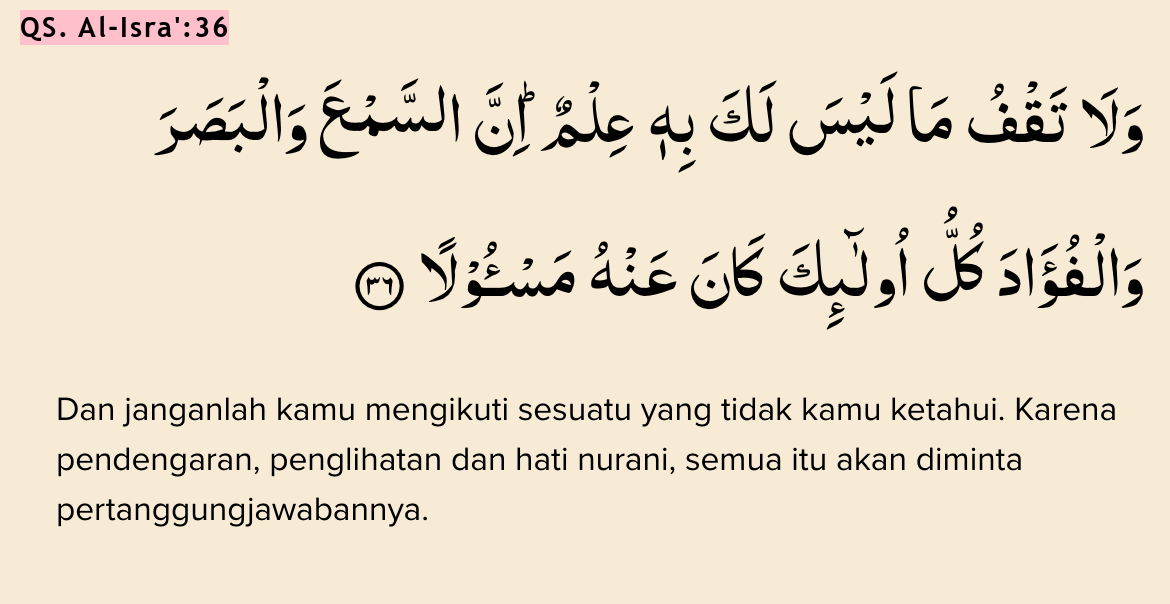 QS. Al-Isra':36
وَلَا تَقْفُ مَا لَيْسَ لَكَ بِهٖ عِلْمٌ ۗاِنَّ السَّمْعَ وَالْبَصَرَ
وَالْفُؤَادَ كُلُّ اُولٰۤىِٕكَ كَانَ عَنْهُ مَسْـُٔوْلًا ٣٦
Dan janganlah kamu mengikuti sesuatu yang tidak kamu ketahui. Karena
pendengaran, penglihatan dan hati nurani, semua itu akan diminta
pertanggungjawabannya.